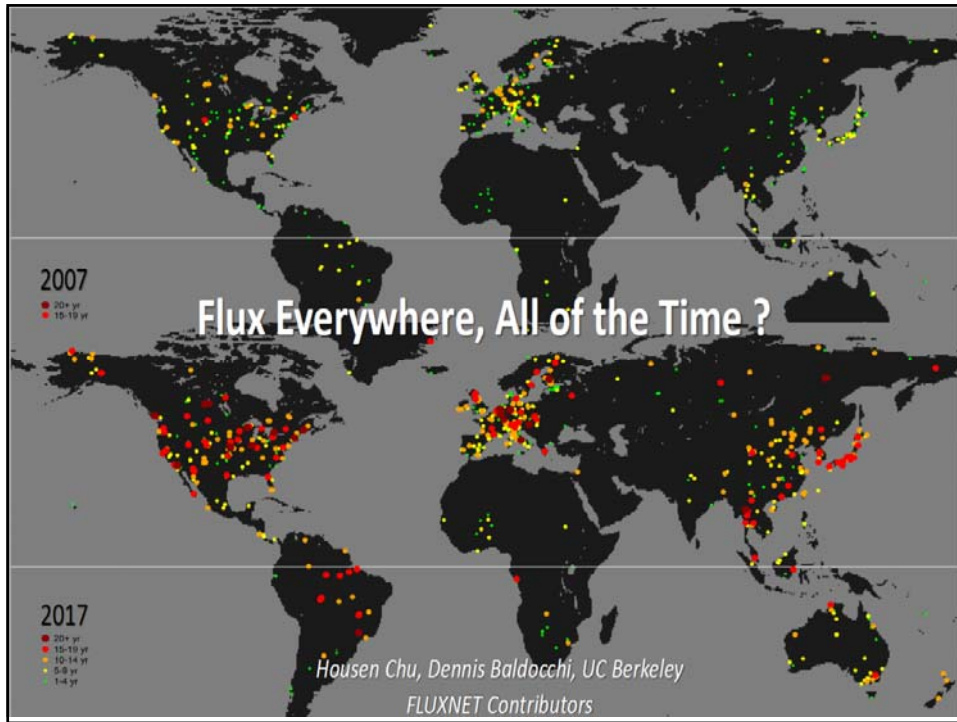 2007
20+ yr
15-19 yr
Flux Everywhere, All of the Time ?
2017
20+ yr
15-19 yr
10-14 yr
5-9 yr
1-4 yr
Housen Chu, Dennis Baldocchi, UC Berkeley
FLUXNET Contributors